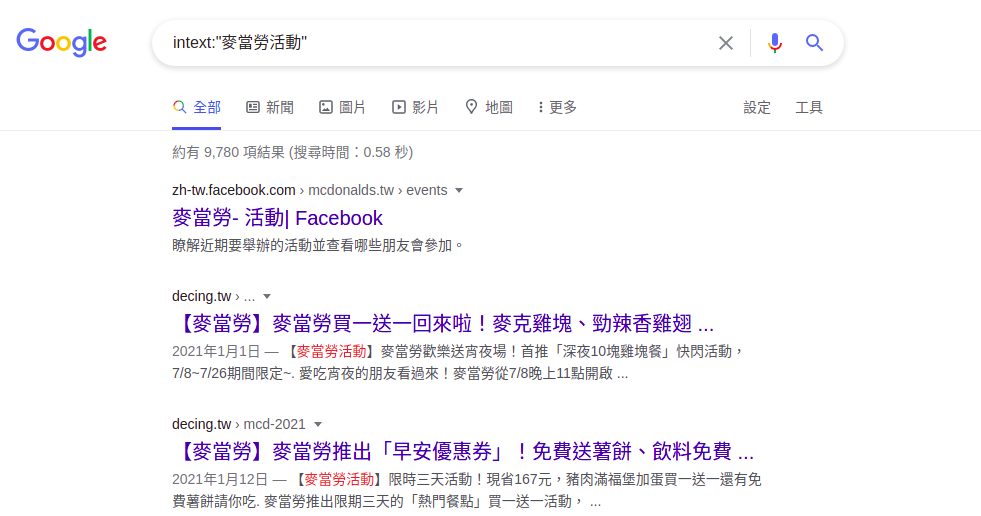 Google
intext:"麥當勞活動"
全部 新聞 圖片 影片 地圖 更多 設定 工具
約有 9,780 項結果 (搜尋時間：0.58 秒)
zh-tw.facebook.com › mcdonalds.tw › events
麥當勞- 活動| Facebook
瞭解近期要舉辦的活動並查看哪些朋友會參加。
decing.tw › ...
【麥當勞】麥當勞買一送一回來啦！麥克雞塊、勁辣香雞翅 ...
2021年1月1日 — 【麥當勞活動】麥當勞歡樂送宵夜場！首推「深夜10塊雞塊餐」快閃活動，
7/8~7/26期間限定~. 愛吃宵夜的朋友看過來！麥當勞從7/8晚上11點開啟 ...
decing.tw › mcd-2021
【麥當勞】麥當勞推出「早安優惠券」！免費送薯餅、飲料免費 ...
2021年1月12日 — 【麥當勞活動】限時三天活動！現省167元，豬肉滿福堡加蛋買一送一還有免
費薯餅請你吃. 麥當勞推出限期三天的「熱門餐點」買一送一活動， ...